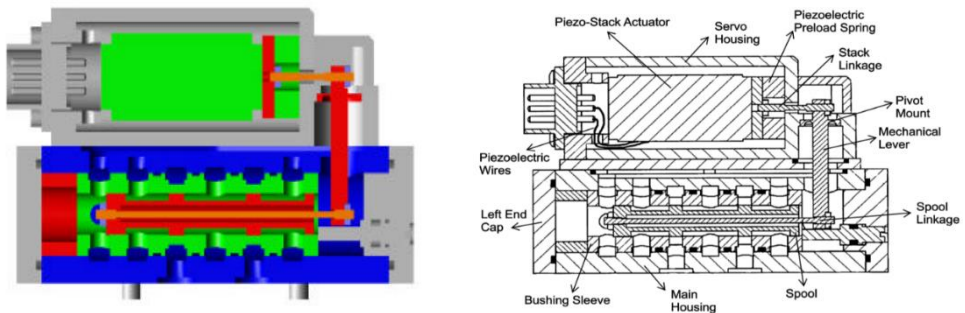 Piezo-Stack Actuator
Servo
Housing
Piezoelectric
Preload Spring
Stack
Linkage
Pivot
Mount
Mechanical
Lever
Piezoelectric
Wires
Left End
Cap
Spool
Linkage
Bushing Sleeve
Main
Housing
Spool